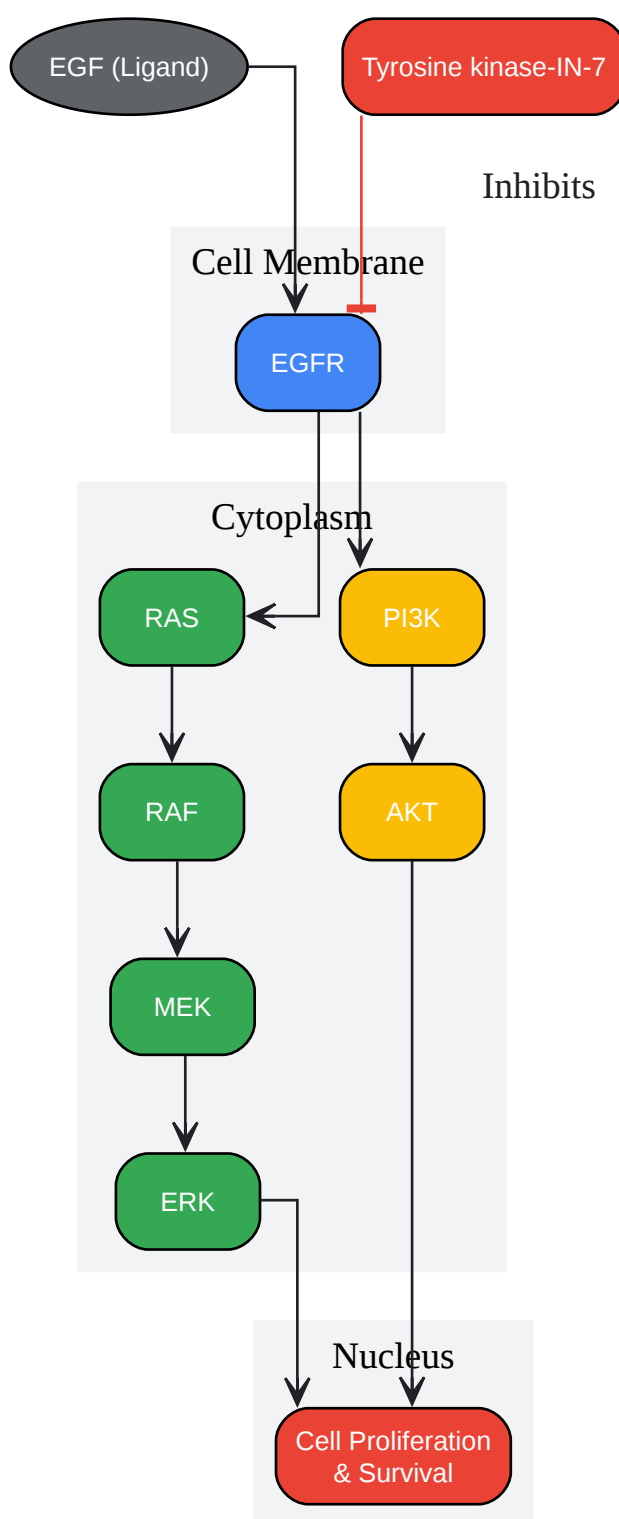 EGF (Ligand)
Tyrosine kinase-IN-7
Inhibits
Cell Membrane
EGFR
Cytoplasm
RAS
PI3K
RAF
AKT
MEK
ERK
Nucleus
Cell Proliferation
& Survival